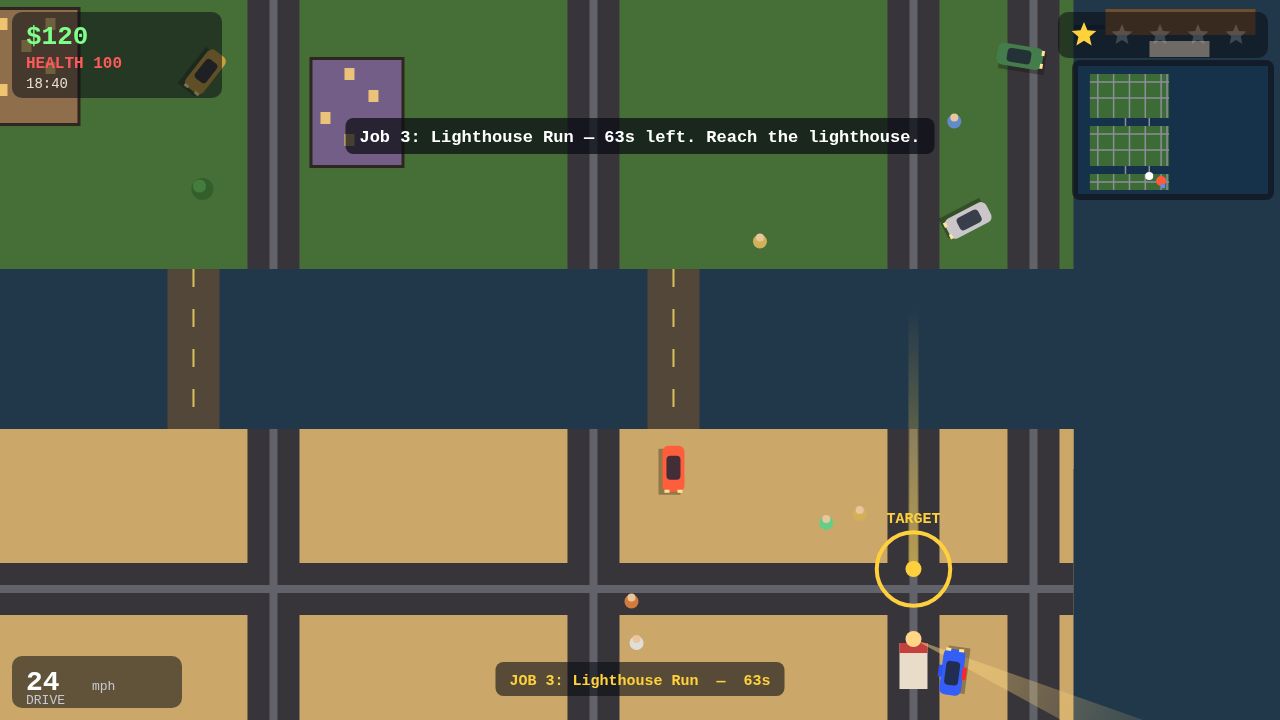 $120
HEALTH 100
18:40
Job 3: Lighthouse Run — 63s left. Reach the lighthouse.
TARGET
24 mph
DRIVE
JOB 3: Lighthouse Run — 63s